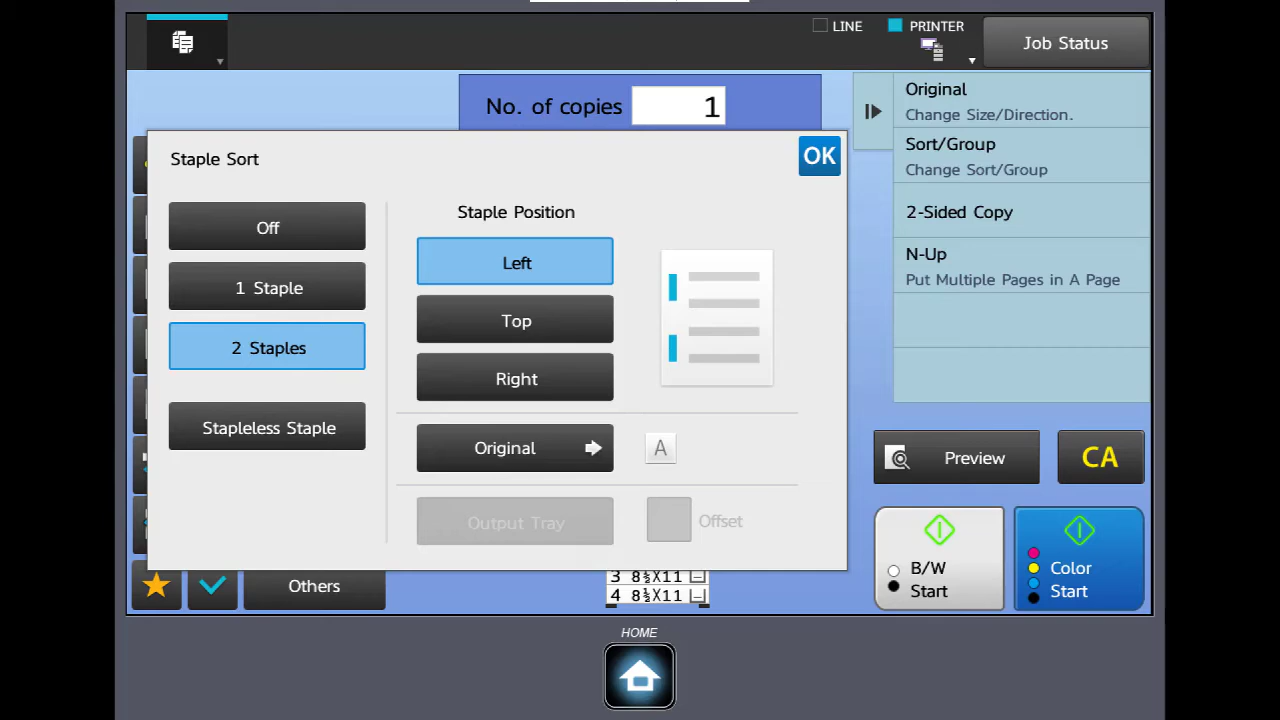 LINE
PRINTER
Job Status
No. of copies
1
Original
Change Size/Direction.
Sort/Group
Change Sort/Group
2-Sided Copy
N-Up
Put Multiple Pages in A Page
Staple Sort
OK
Off
1 Staple
2 Staples
Stapleless Staple
Staple Position
Left
Top
Right
Original
A
Output Tray
Offset
Preview
CA
B/W
Start
Color
Start
Others
3 8½X11
4 8½X11
HOME